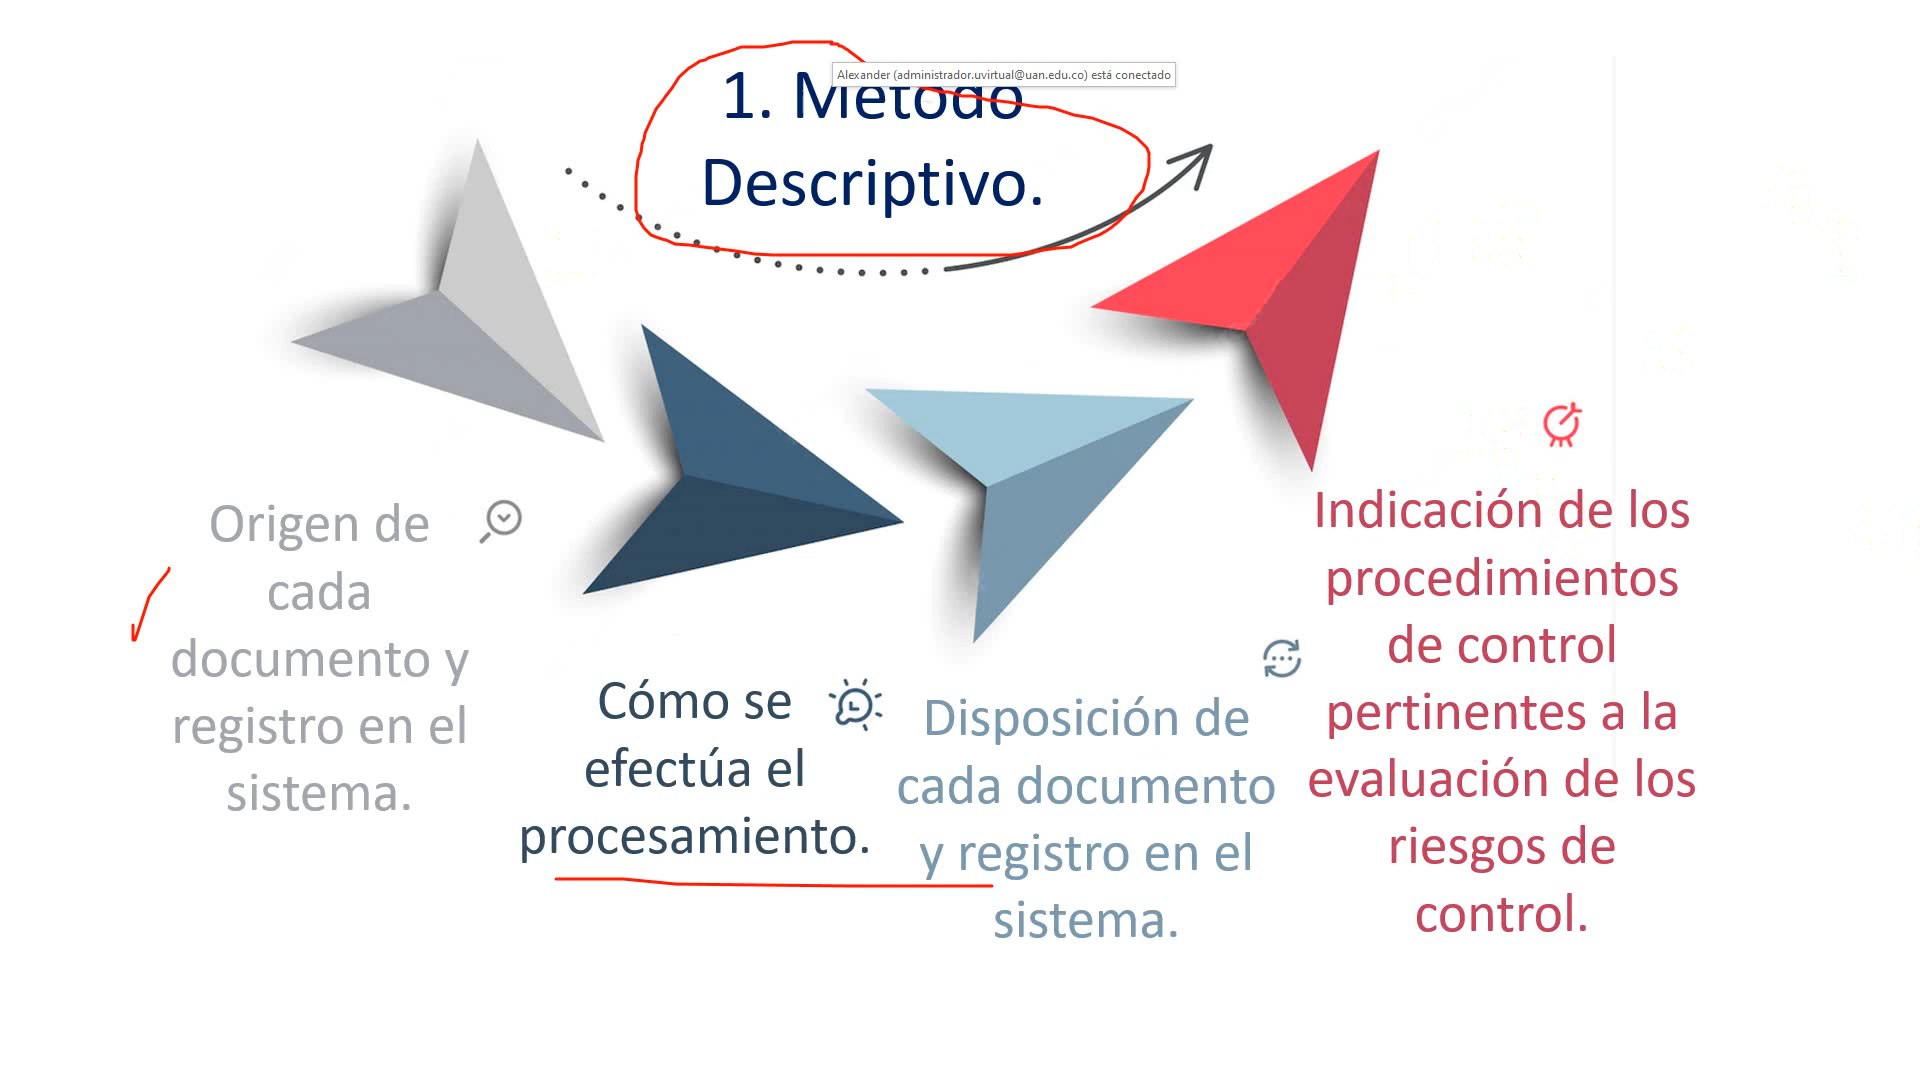 Alexander (administrador.uvirtual@uan.edu.co) está conectado
1. Método
Descriptivo.
Origen de
cada
documento y
registro en el
sistema.
Cómo se
efectúa el
procesamiento.
Disposición de
cada documento
y registro en el
sistema.
Indicación de los
procedimientos
de control
pertinentes a la
evaluación de los
riesgos de
control.